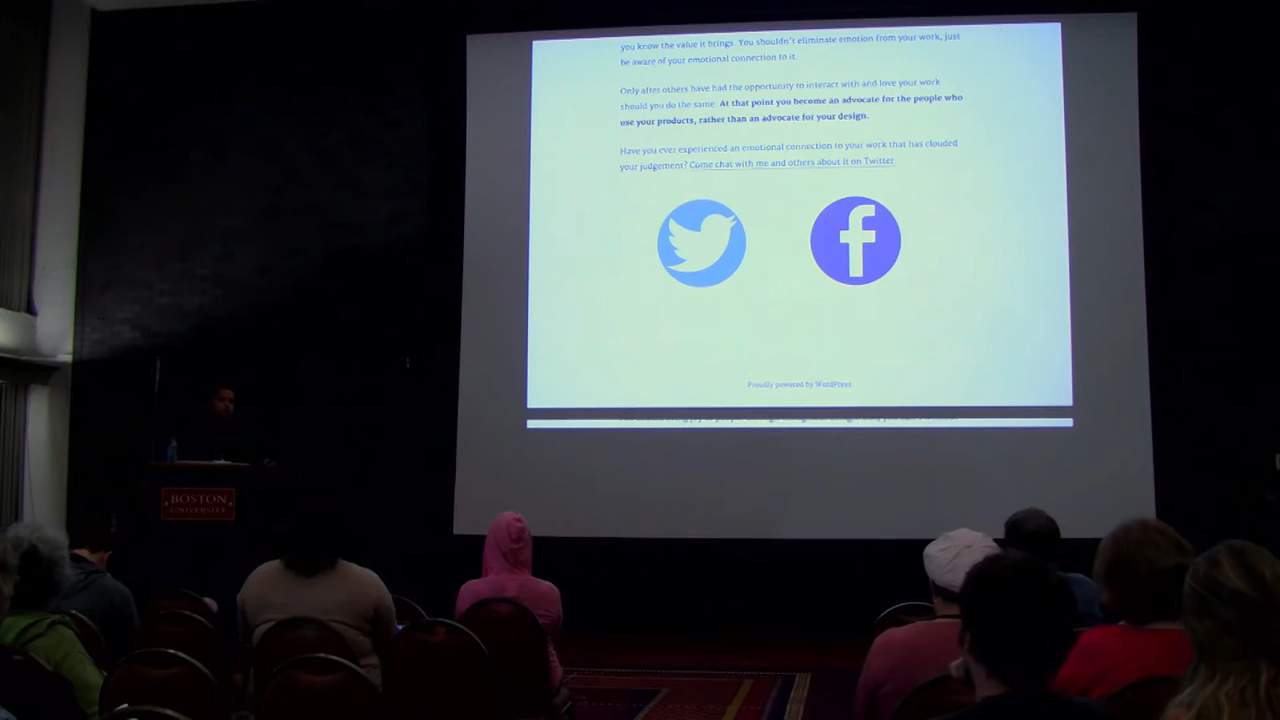 you know the value it brings. You shouldn't eliminate emotion from your work, just
be aware of your emotional connection to it.
Only after others have had the opportunity to interact with and love your work
should you do the same. At that point you become an advocate for the people who
use your products, rather than an advocate for your design.
Have you ever experienced an emotional connection to your work that has clouded
your judgement? Come chat with me and others about it on Twitter
Proudly powered by WordPress
BOSTON
UNIVERSITY